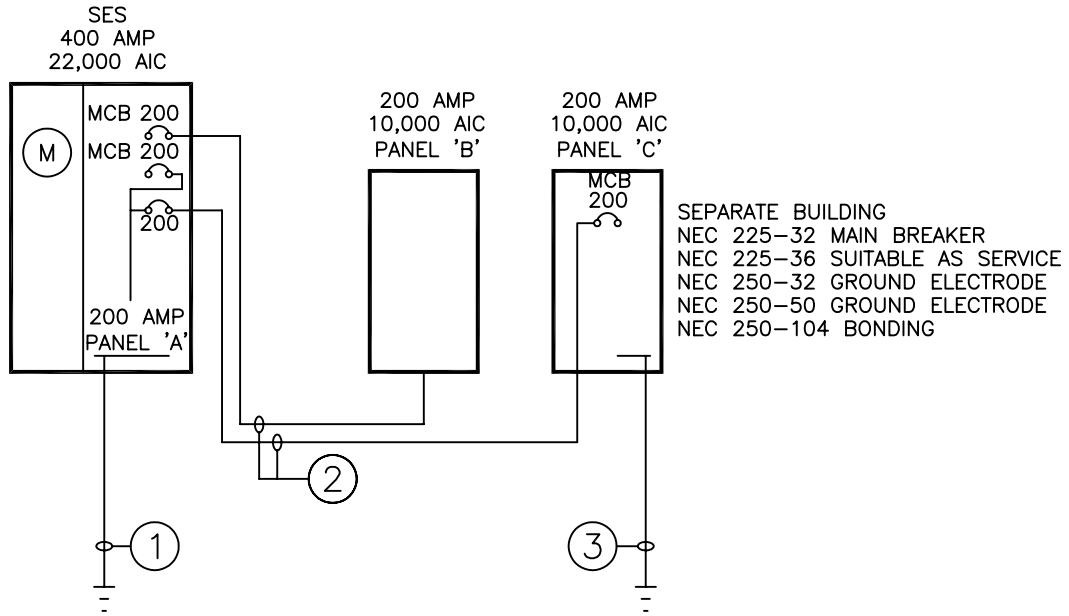 SES
400 AMP
22,000 AIC
MCB 200
MCB 200
M
200
200 AMP
PANEL 'A'
200 AMP
10,000 AIC
PANEL 'B'
200 AMP
10,000 AIC
PANEL 'C'
MCB
200
SEPARATE BUILDING
NEC 225-32 MAIN BREAKER
NEC 225-36 SUITABLE AS SERVICE
NEC 250-32 GROUND ELECTRODE
NEC 250-50 GROUND ELECTRODE
NEC 250-104 BONDING
2
1
3